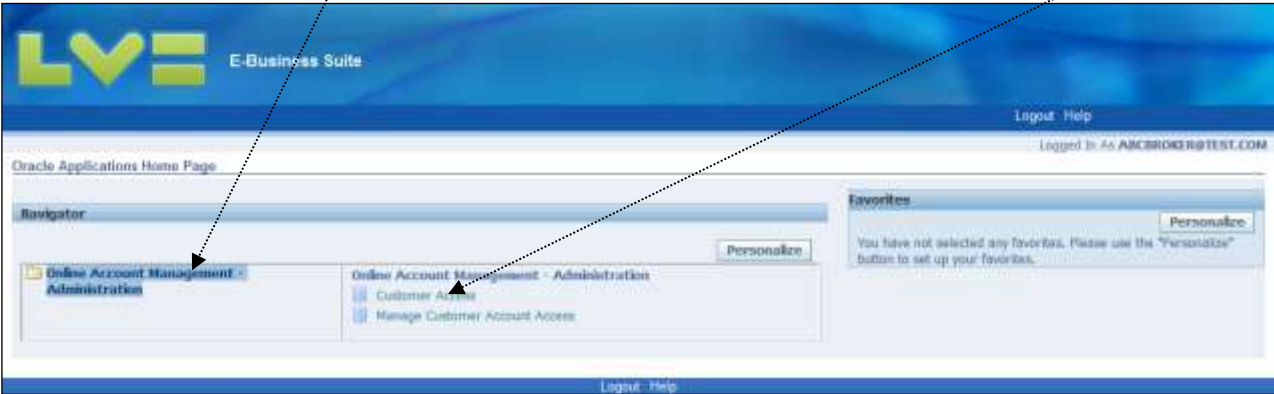 LV=
E-Business Suite
Logout Help
Logged In As ABCBROKER@TEST.COM
Oracle Applications Home Page
Navigator
Personalize
Online Account Management -
Administration
Online Account Management - Administration
Customer Access
Manage Customer Account Access
Favorites
Personalize
You have not selected any favorites. Please use the "Personalize"
button to set up your favorites.
Logout Help